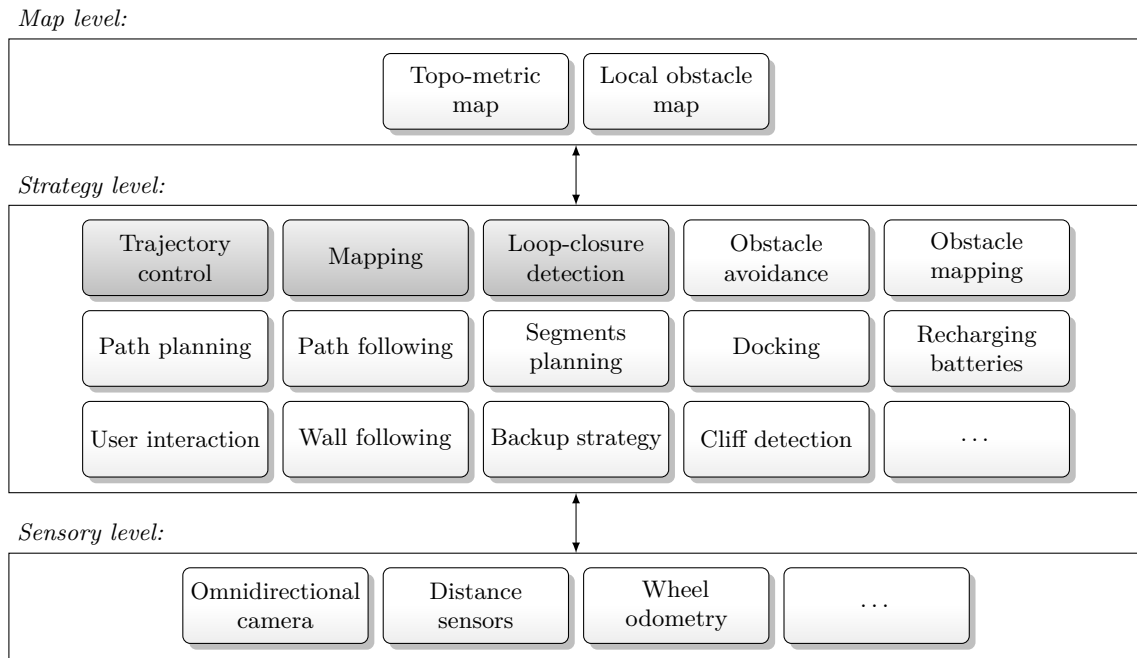 Map level:
Topo-metric
map
Local obstacle
map
Strategy level:
Trajectory
control
Mapping
Loop-closure
detection
Obstacle
avoidance
Obstacle
mapping
Path planning
Path following
Segments
planning
Docking
Recharging
batteries
User interaction
Wall following
Backup strategy
Cliff detection
...
Sensory level:
Omnidirectional
camera
Distance
sensors
Wheel
odometry
...